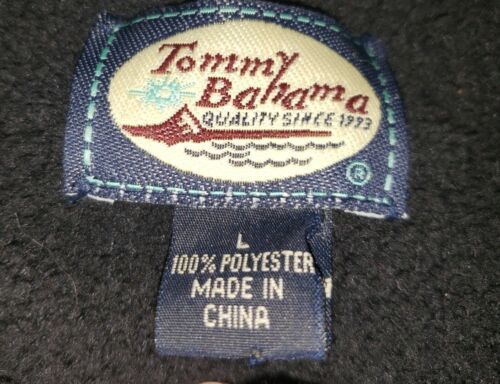 Tommy
Bahama
QUALITY SINCE 1993
®
L
100% POLYESTER
MADE IN
CHINA